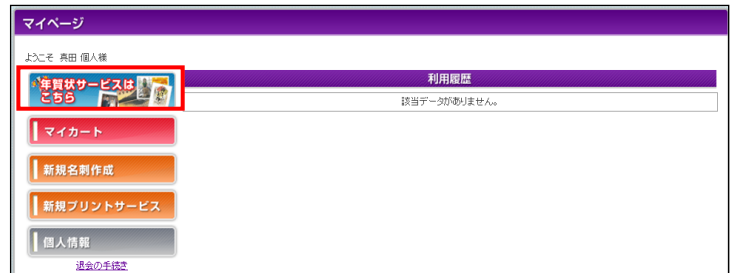 マイページ
ようこそ 真田 個人様
年賀状サービスは
こちら
利用履歴
該当データがありません。
マイカート
新規名刺作成
新規プリントサービス
個人情報
退会の手続き